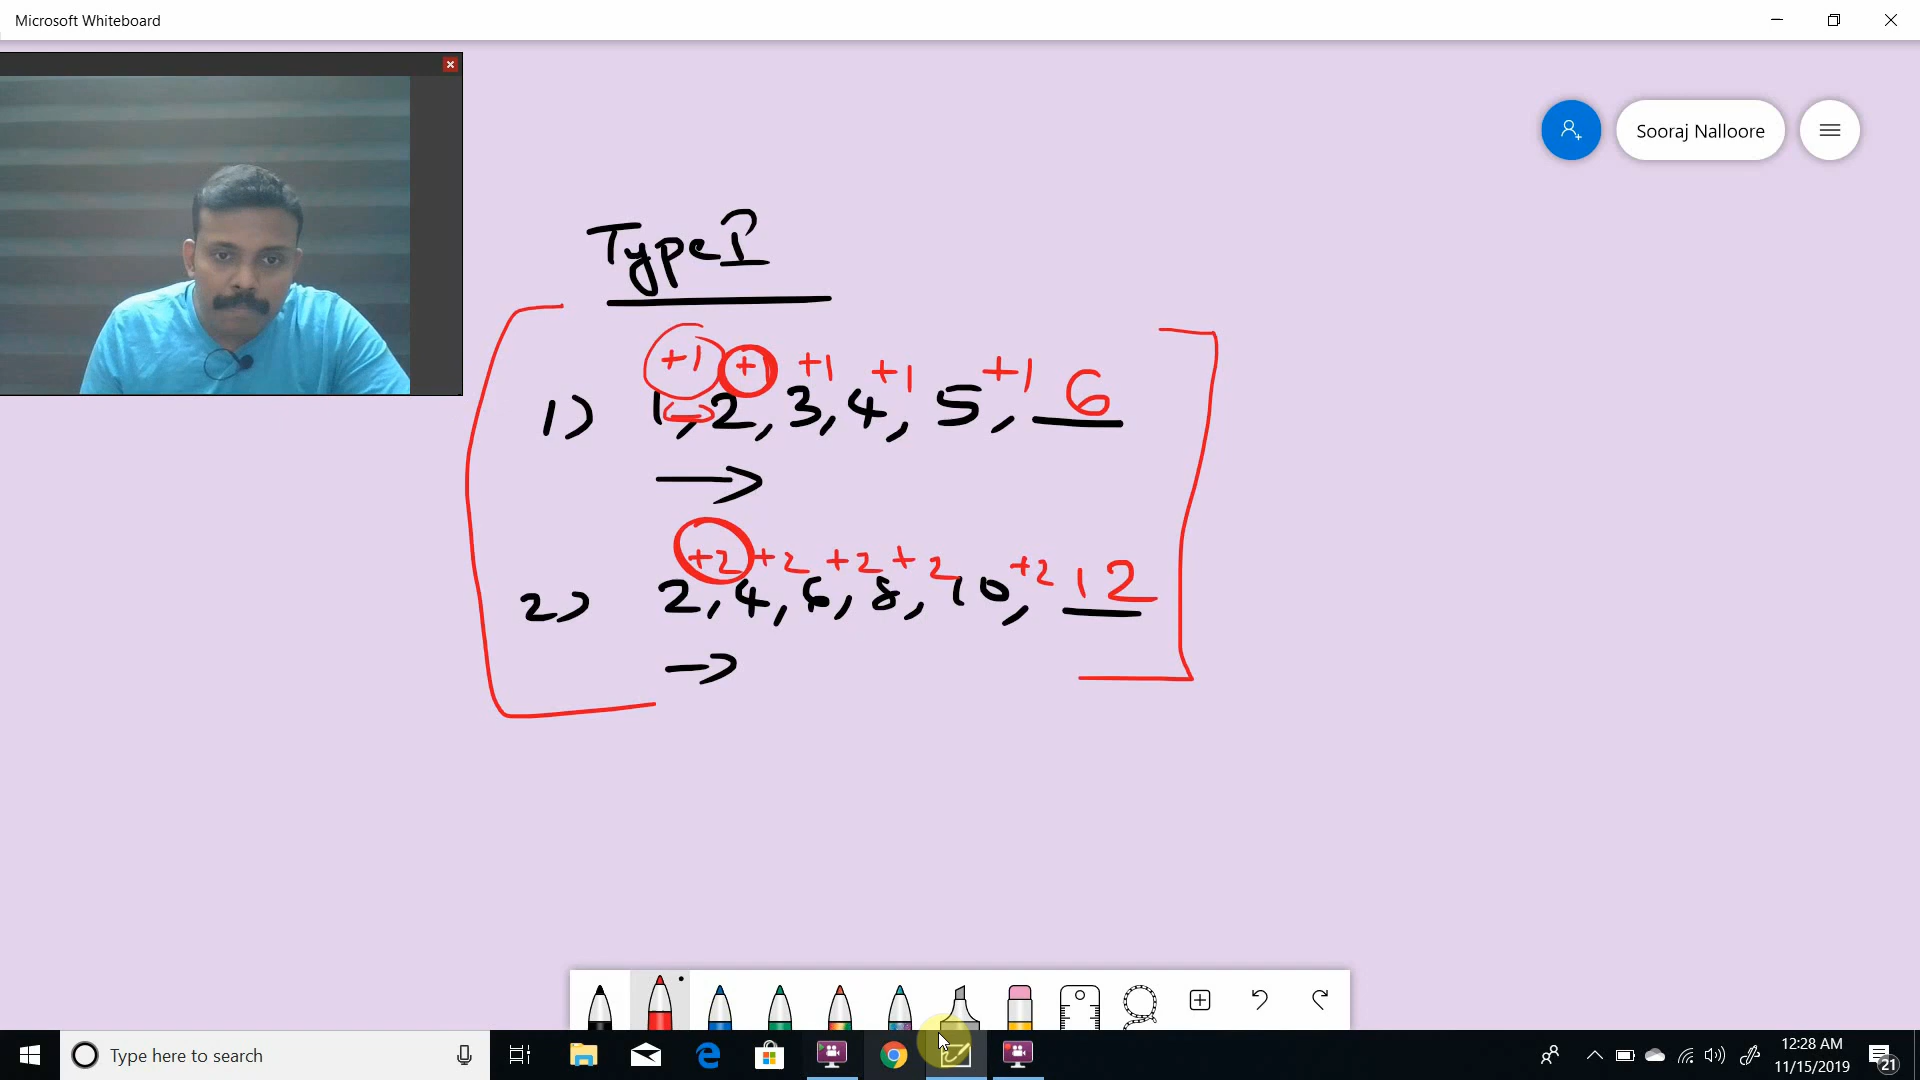 Microsoft Whiteboard
Sooraj Nalloore
Type I
+1 + +1 +1 +1
1) 1, 2, 3, 4, 5, 6
+2 +2 +2 +2 +2
2) 2, 4, 6, 8, 10, 12
Type here to search
12:28 AM
11/15/2019
21